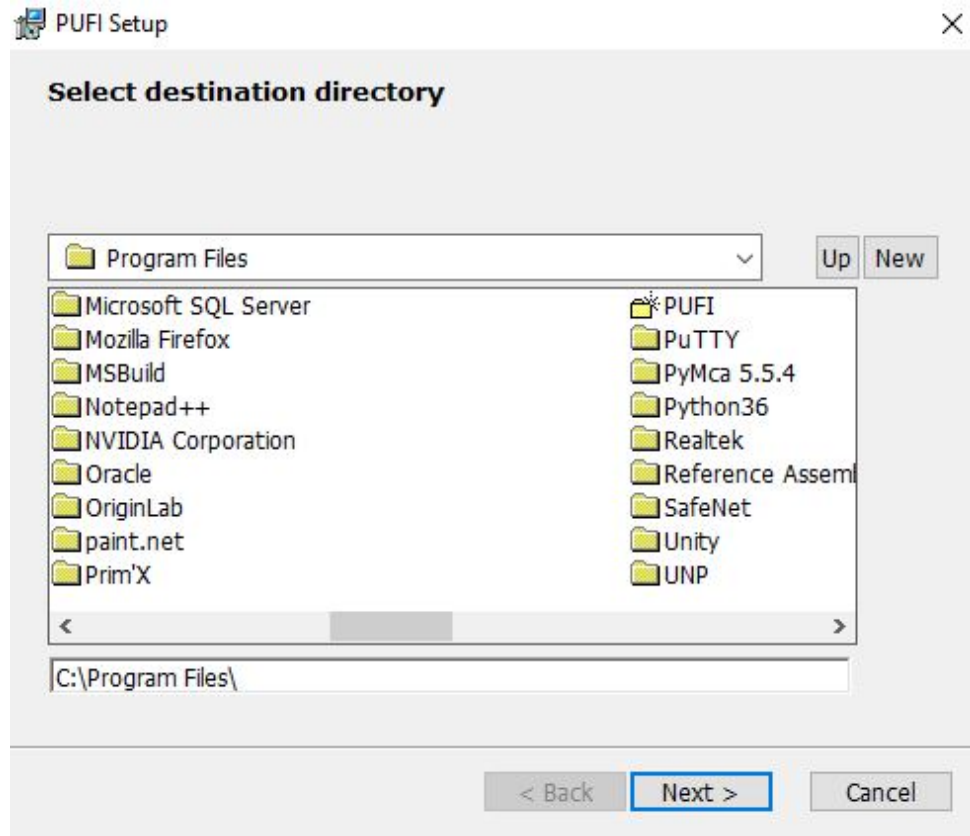 PUFI Setup
Select destination directory
Program Files
Up New
Microsoft SQL Server
Mozilla Firefox
MSBuild
Notepad++
NVIDIA Corporation
Oracle
OriginLab
paint.net
Prim'X
PUFI
PuTTY
PyMca 5.5.4
Python36
Realtek
Reference Assem
SafeNet
Unity
UNP
C:\Program Files\
< Back Next > Cancel